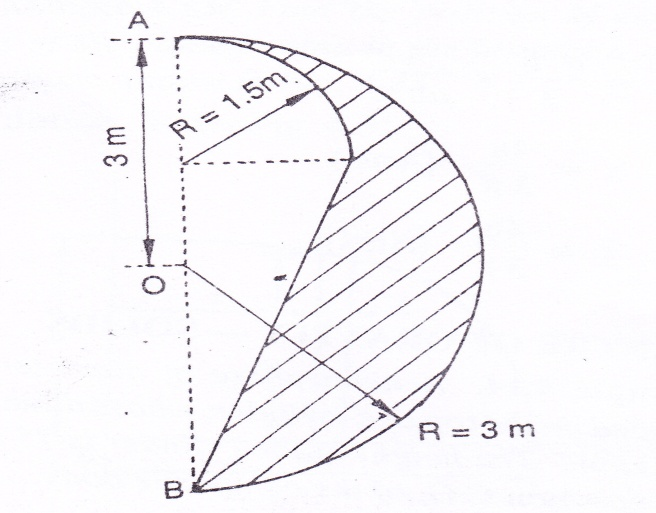 A
R = 1.5m
3 m
O
R = 3 m
B